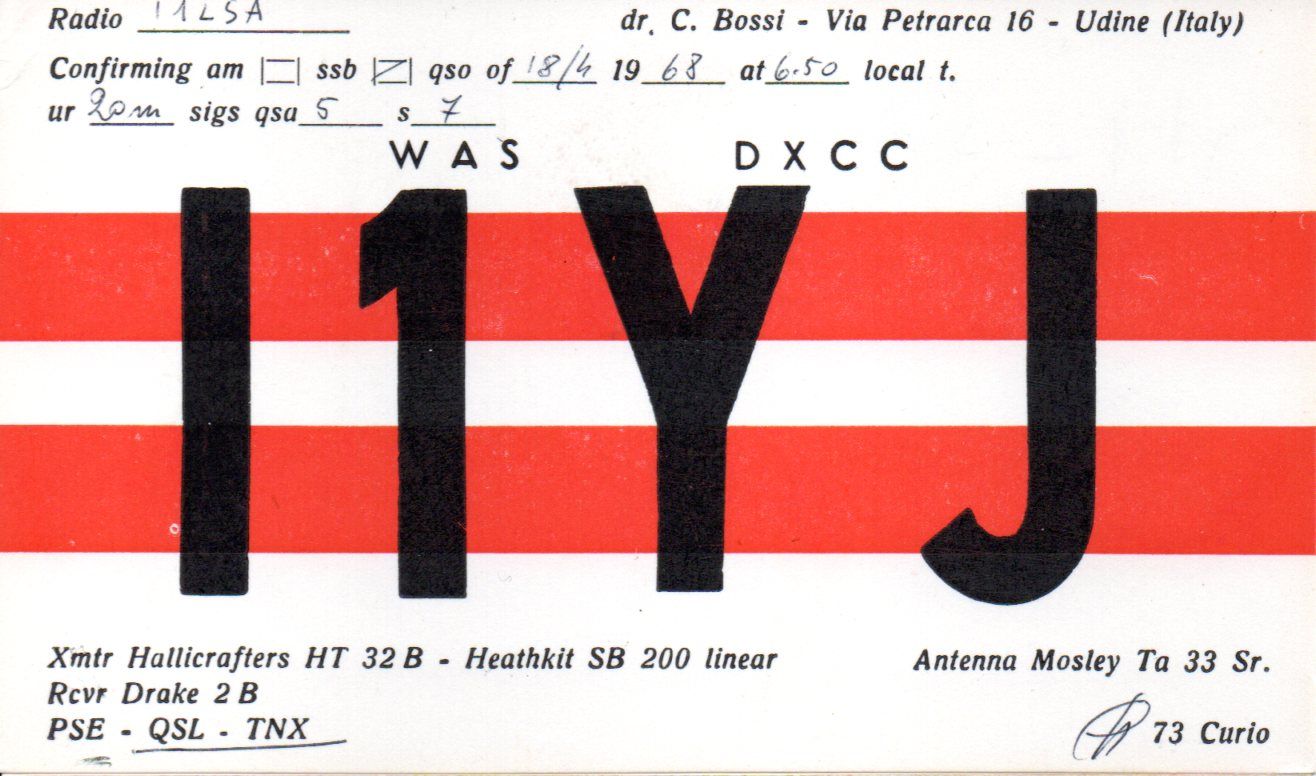 Radio I1LSA dr. C. Bossi - Via Petrarca 16 - Udine (Italy)
Confirming am ssb qso of 18/4 1968 at 6.50 local t.
ur 20m sigs qsa 5 s 7
WAS DXCC
I1YJ
Xmtr Hallicrafters HT 32 B - Heathkit SB 200 linear Antenna Mosley Ta 33 Sr.
Rcvr Drake 2 B
PSE - QSL - TNX 73 Curio